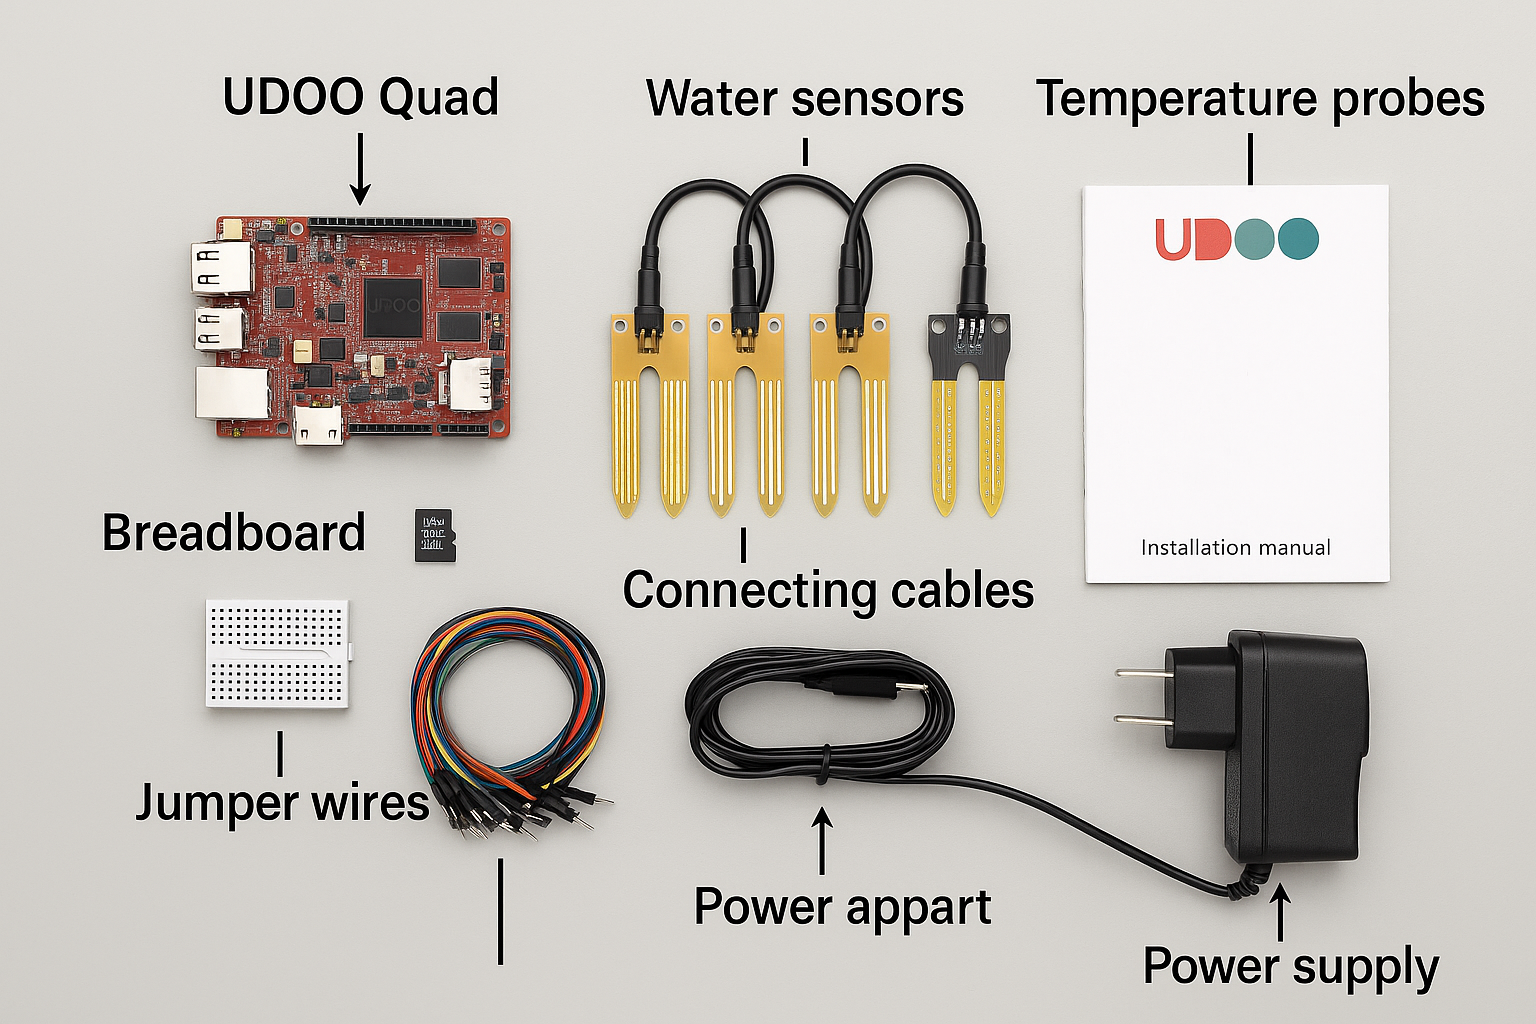 UDOO Quad
Water sensors
Temperature probes
UDOO
UDOO
Breadboard
Installation manual
Connecting cables
Jumper wires
Power appart
Power supply